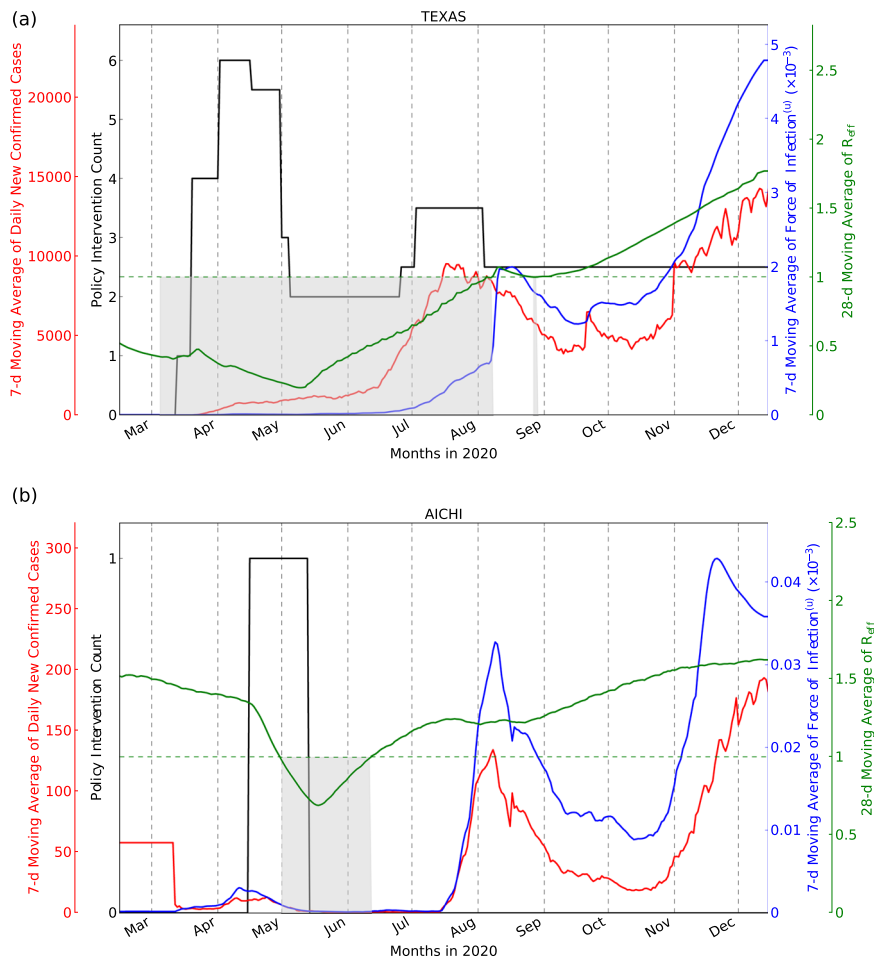 (a)
TEXAS
7-d Moving Average of Daily New Confirmed Cases
0
5000
10000
15000
20000
Policy Intervention Count
0
1
2
3
4
5
6
7-d Moving Average of Force of Infection(u) (×10−3)
0
1
2
3
4
5
28-d Moving Average of Reff
0
0.5
1
1.5
2
2.5
Mar
Apr
May
Jun
Jul
Aug
Sep
Oct
Nov
Dec
Months in 2020
(b)
AICHI
7-d Moving Average of Daily New Confirmed Cases
0
50
100
150
200
250
300
Policy Intervention Count
0
1
7-d Moving Average of Force of Infection(u) (×10−3)
0
0.01
0.02
0.03
0.04
28-d Moving Average of Reff
0
0.5
1
1.5
2
2.5
Mar
Apr
May
Jun
Jul
Aug
Sep
Oct
Nov
Dec
Months in 2020